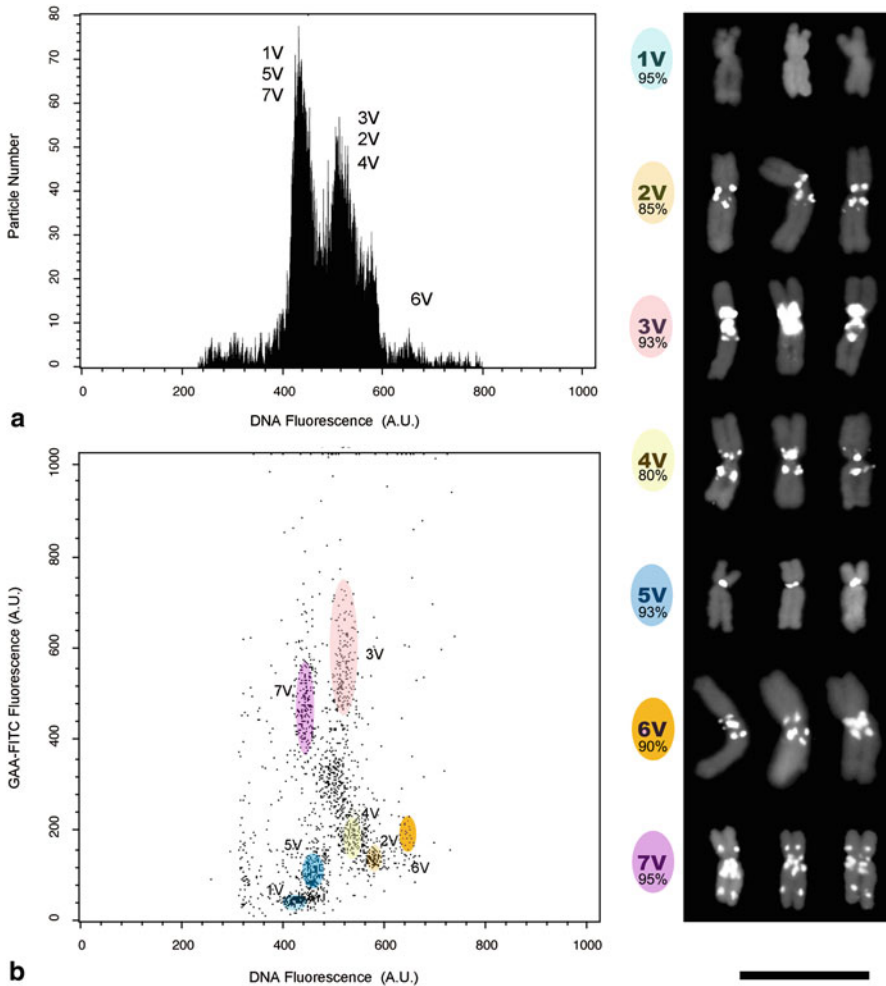 80
70
60
50
40
30
20
10
0
Particle Number
1V
5V
7V
3V
2V
4V
6V
0 200 400 600 800 1000
DNA Fluorescence (A.U.)
a
1000
800
600
400
200
0
GAA-FITC Fluorescence (A.U.)
3V
7V
4V
5V
2V
6V
1V
0 200 400 600 800 1000
DNA Fluorescence (A.U.)
b
1V
95%
2V
85%
3V
93%
4V
80%
5V
93%
6V
90%
7V
95%